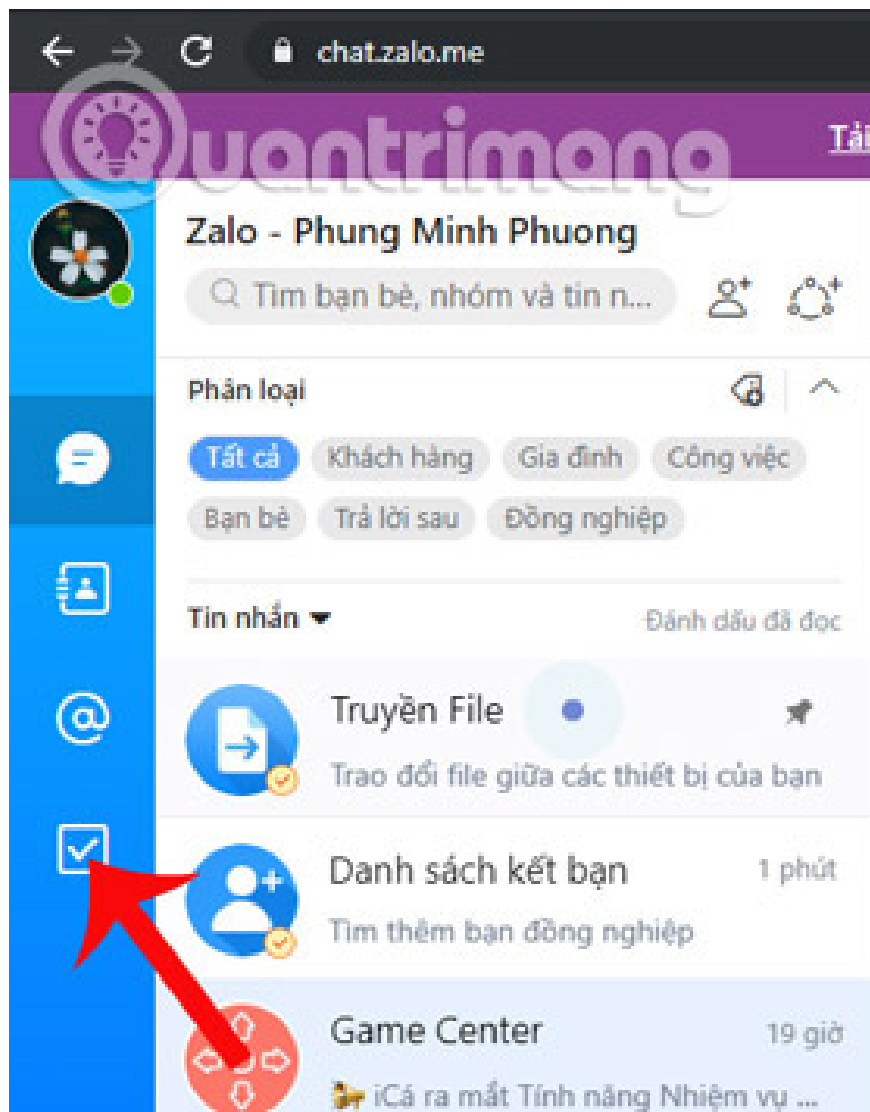 chat.zalo.me
Quantrimang
Tải
Zalo - Phung Minh Phuong
Tìm bạn bè, nhóm và tin n...
Phân loại
Tất cả Khách hàng Gia đình Công việc
Bạn bè Trả lời sau Đồng nghiệp
Tin nhắn Đánh dấu đã đọc
Truyền File
Trao đổi file giữa các thiết bị của bạn
Danh sách kết bạn 1 phút
Tìm thêm bạn đồng nghiệp
Game Center 19 giờ
iCá ra mắt Tính năng Nhiệm vụ ...